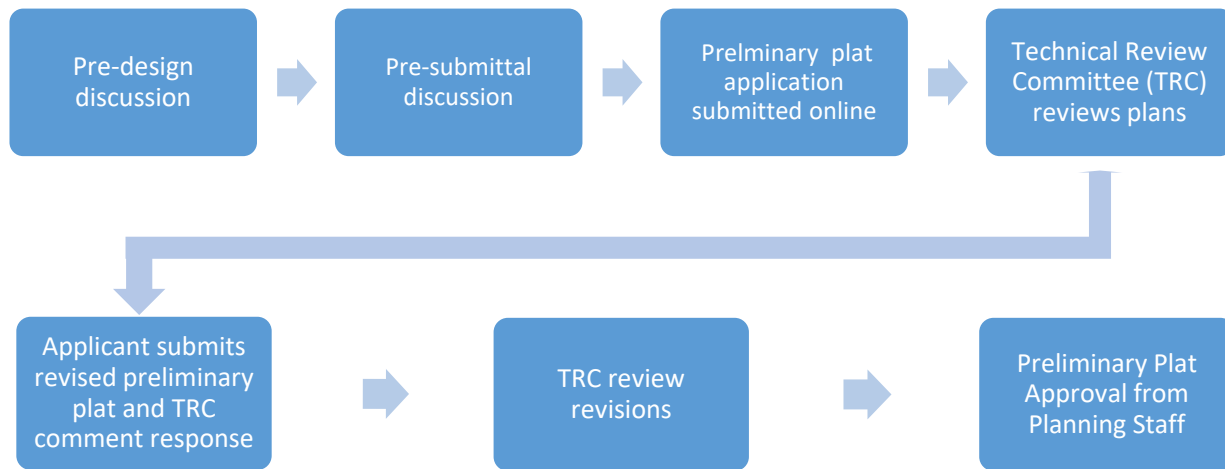 Pre-design
discussion
Pre-submittal
discussion
Prelminary  plat
application
submitted online
Technical Review
Committee (TRC)
reviews plans
Applicant submits
revised preliminary
plat and TRC
comment response
TRC review
revisions
Preliminary Plat
Approval from
Planning Staff